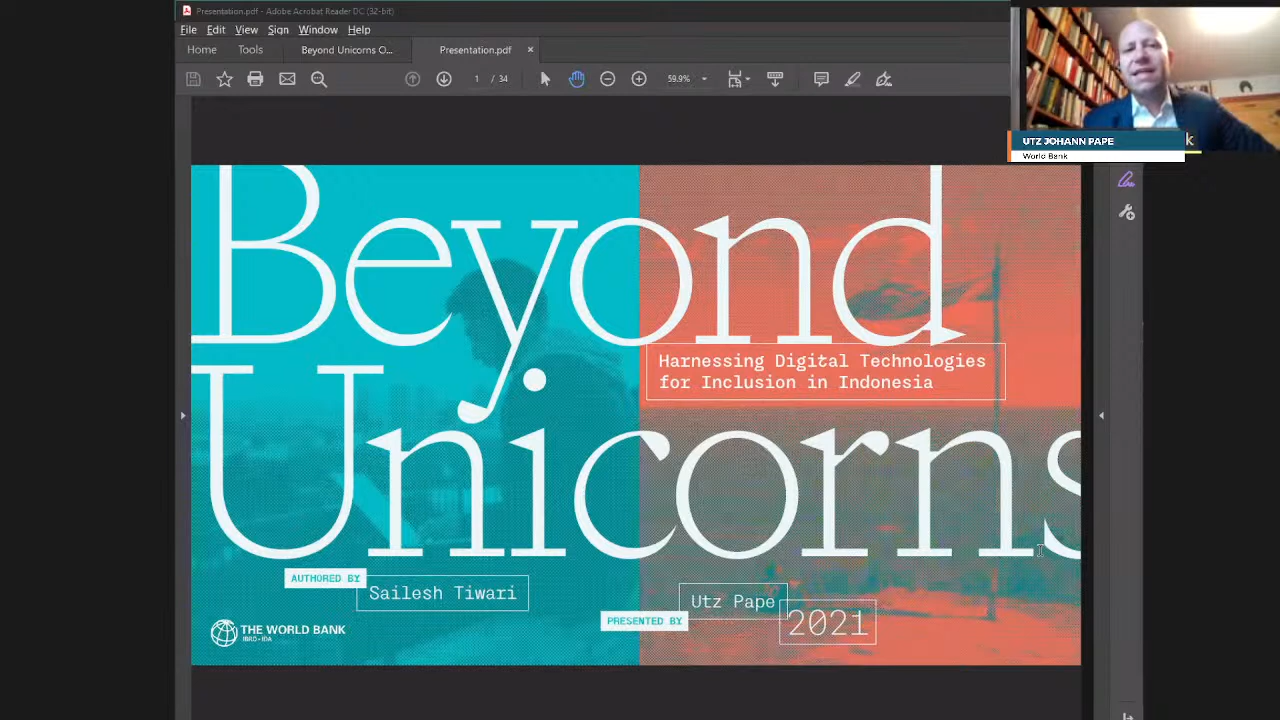 Presentation.pdf - Adobe Acrobat Reader DC (32-bit)
File Edit View Sign Window Help
Home Tools Beyond Unicorns O... Presentation.pdf ×
1 / 34 59.9%
UTZ JOHANN PAPE
k
World Bank
Beyond
Harnessing Digital Technologies
for Inclusion in Indonesia
Unicorns
AUTHORED BY
Sailesh Tiwari
PRESENTED BY
Utz Pape
2021
THE WORLD BANK
IBRD • IDA